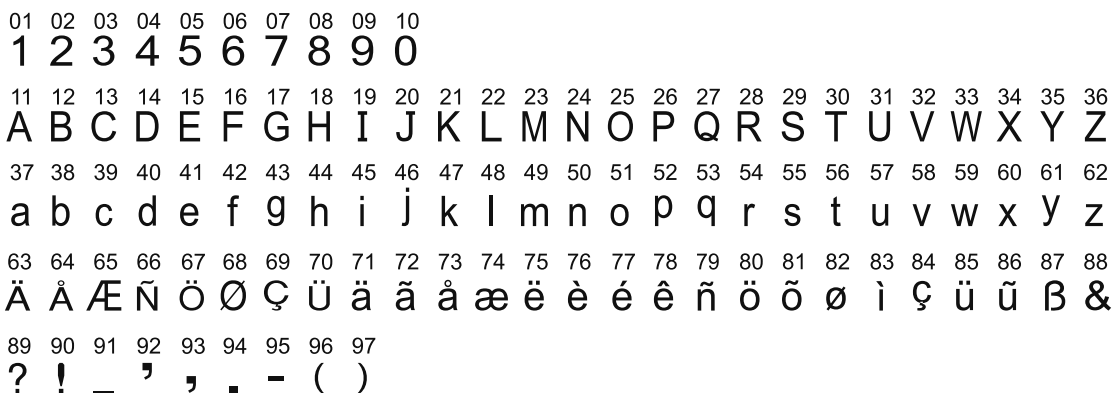 01 02 03 04 05 06 07 08 09 10
1 2 3 4 5 6 7 8 9 0
11 12 13 14 15 16 17 18 19 20 21 22 23 24 25 26 27 28 29 30 31 32 33 34 35 36
A B C D E F G H I J K L M N O P Q R S T U V W X Y Z
37 38 39 40 41 42 43 44 45 46 47 48 49 50 51 52 53 54 55 56 57 58 59 60 61 62
a b c d e f g h i j k l m n o p q r s t u v w x y z
63 64 65 66 67 68 69 70 71 72 73 74 75 76 77 78 79 80 81 82 83 84 85 86 87 88
Ä Å Æ Ñ Ö Ø Ç Ü ä ã å æ ë è é ê ñ ö õ ø ì ç ü ũ ß &
89 90 91 92 93 94 95 96 97
? ! _ ’ , . - ( )